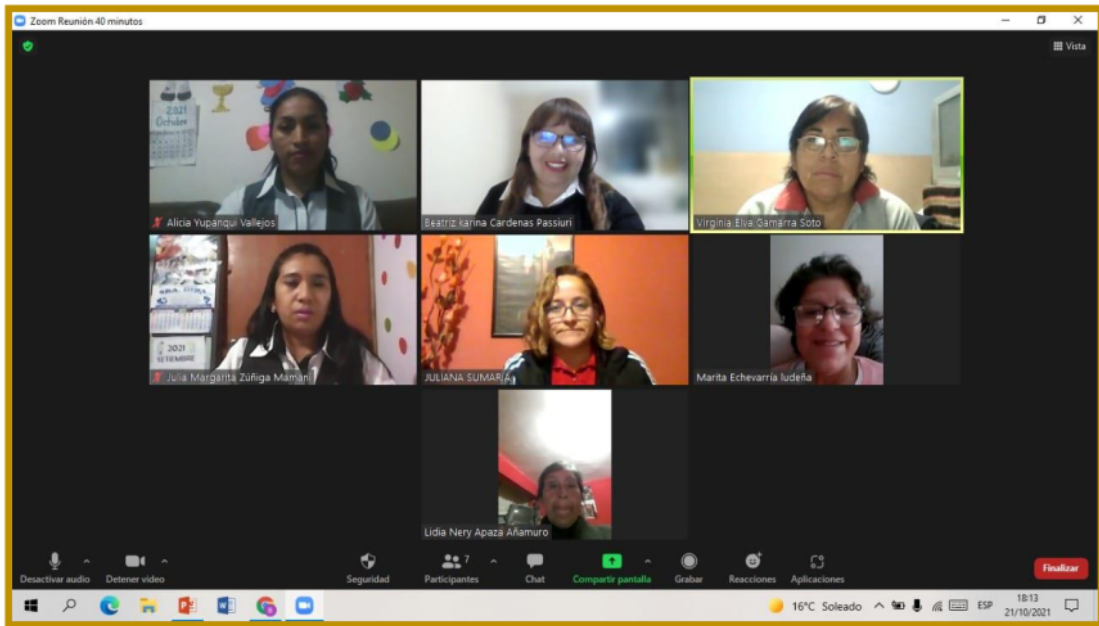 Zoom Reunión 40 minutos
Vista
2021
Octubre
Alicia Yupanqui Vallejos
Beatriz karina Cardenas Passiuri
Virginia Elva Gamarra Soto
2021
SETIEMBRE
Julia Margarita Zúñiga Mamani
JULIANA SUMARIA
Marita Echevarría ludeña
Lidia Nery Apaza Añamuro
Desactivar audio
Detener video
Seguridad
7
Participantes
Chat
Compartir pantalla
Grabar
Reacciones
Aplicaciones
Finalizar
16°C Soleado
ESP
18:13
21/10/2021